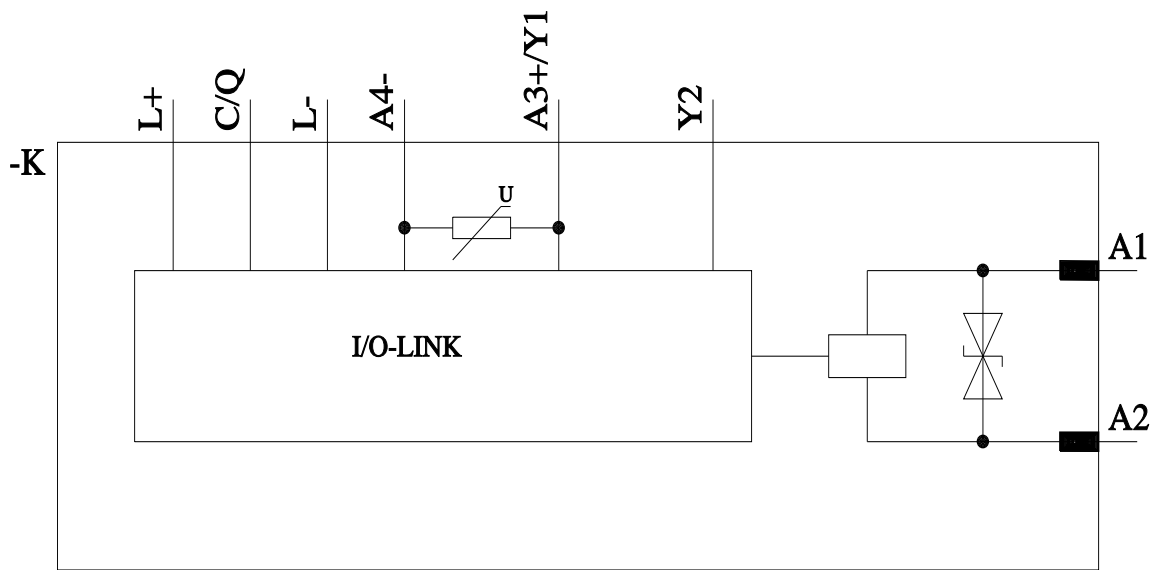 L+
C/Q
L-
A4-
A3+/Y1
Y2
-K
U
A1
I/O-LINK
A2